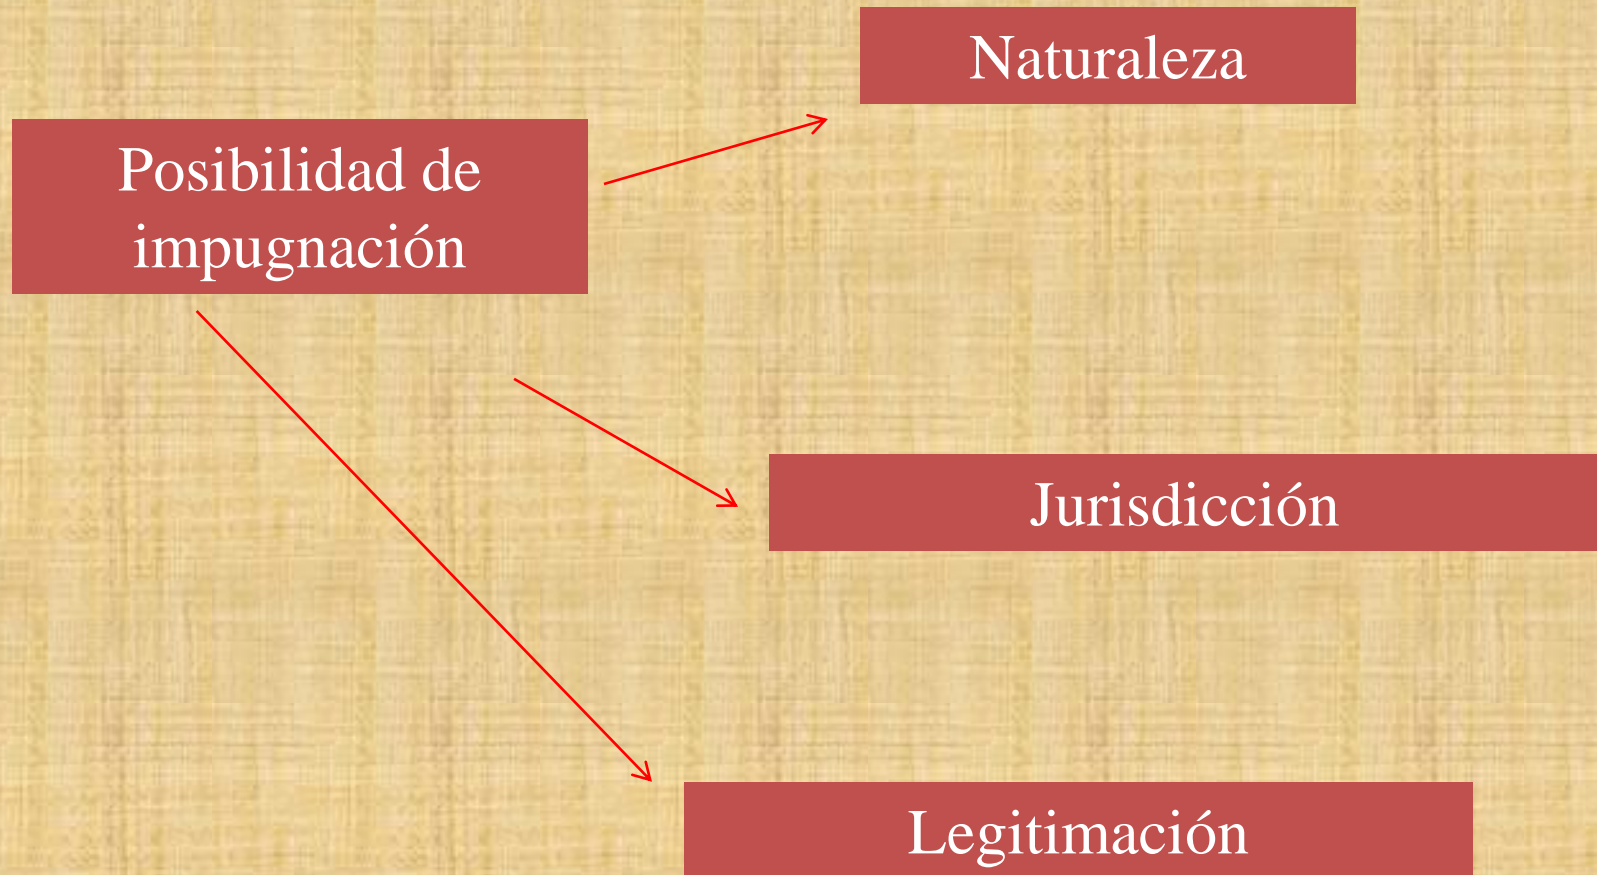 Naturaleza
Posibilidad de
impugnación
Jurisdicción
Legitimación